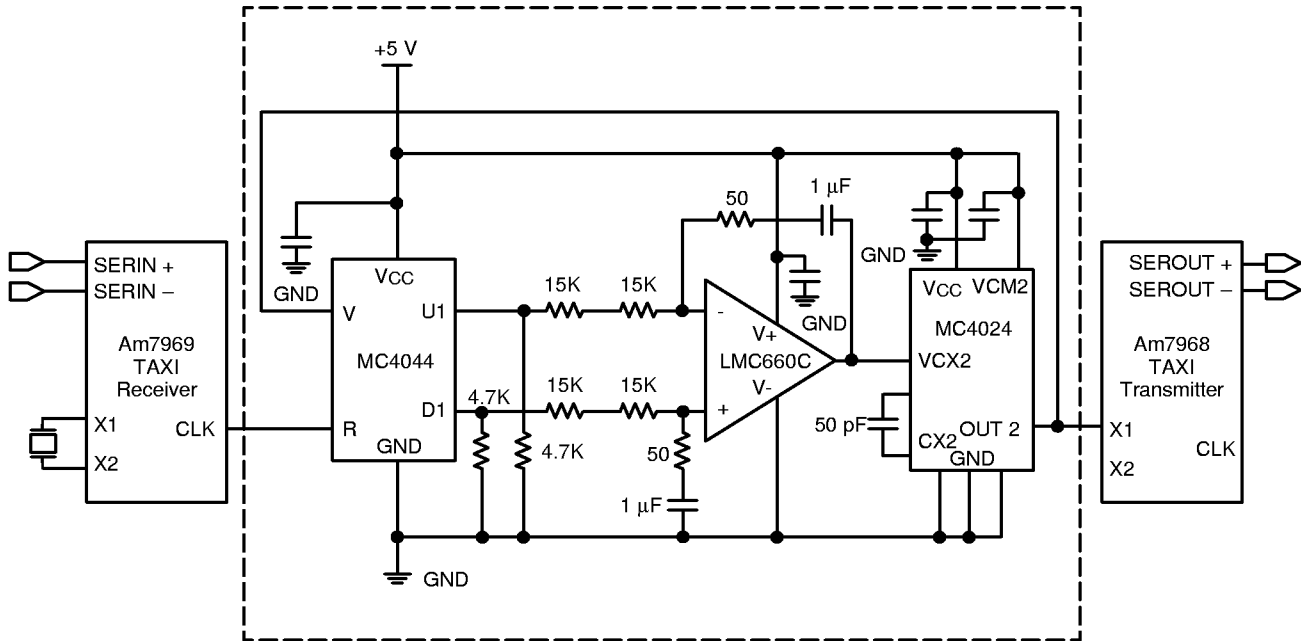 +5 V
50
1 µF
SERIN +
SERIN –
GND
VCC
15K
15K
U1
V
-
V+
GND
GND
VCC
VCM2
SEROUT +
SEROUT –
Am7969
TAXI
Receiver
MC4044
LMC660C
MC4024
VCX2
Am7968
TAXI
Transmitter
V-
4.7K
15K
15K
D1
+
50 pF
X1
CLK
R
GND
4.7K
50
CX2
OUT 2
GND
X1
X2
X2
CLK
1 µF
GND